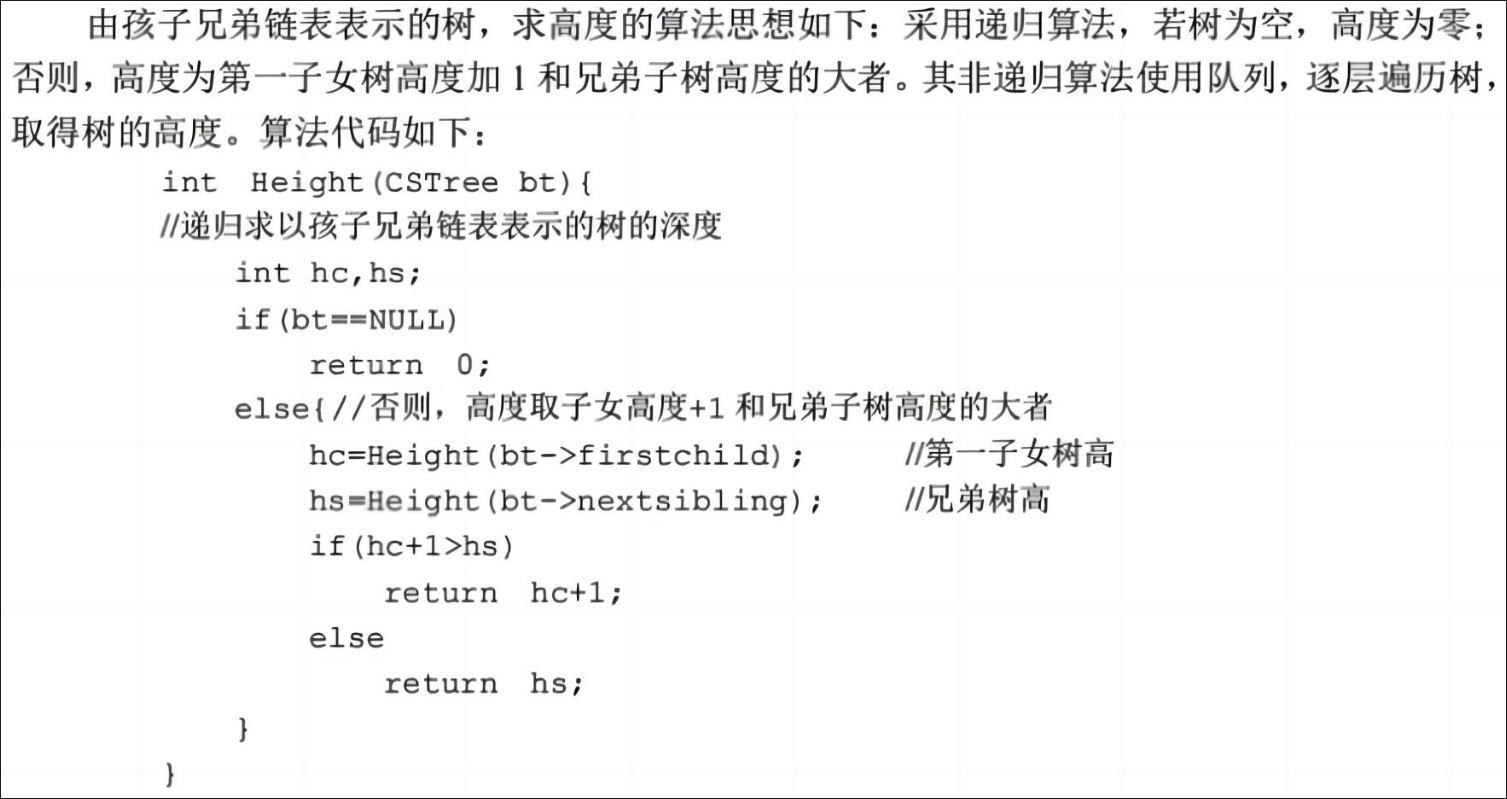 由孩子兄弟链表表示的树，求高度的算法思想如下：采用递归算法，若树为空，高度为零；
否则，高度为第一子女树高度加 1 和兄弟子树高度的大者。其非递归算法使用队列，逐层遍历树，
取得树的高度。算法代码如下：
int Height(CSTree bt){
//递归求以孩子兄弟链表表示的树的深度
int hc,hs;
if(bt==NULL)
return 0;
else{//否则，高度取子女高度+1 和兄弟子树高度的大者
hc=Height(bt->firstchild); //第一子女树高
hs=Height(bt->nextsibling); //兄弟树高
if(hc+1>hs)
return hc+1;
else
return hs;
}
}